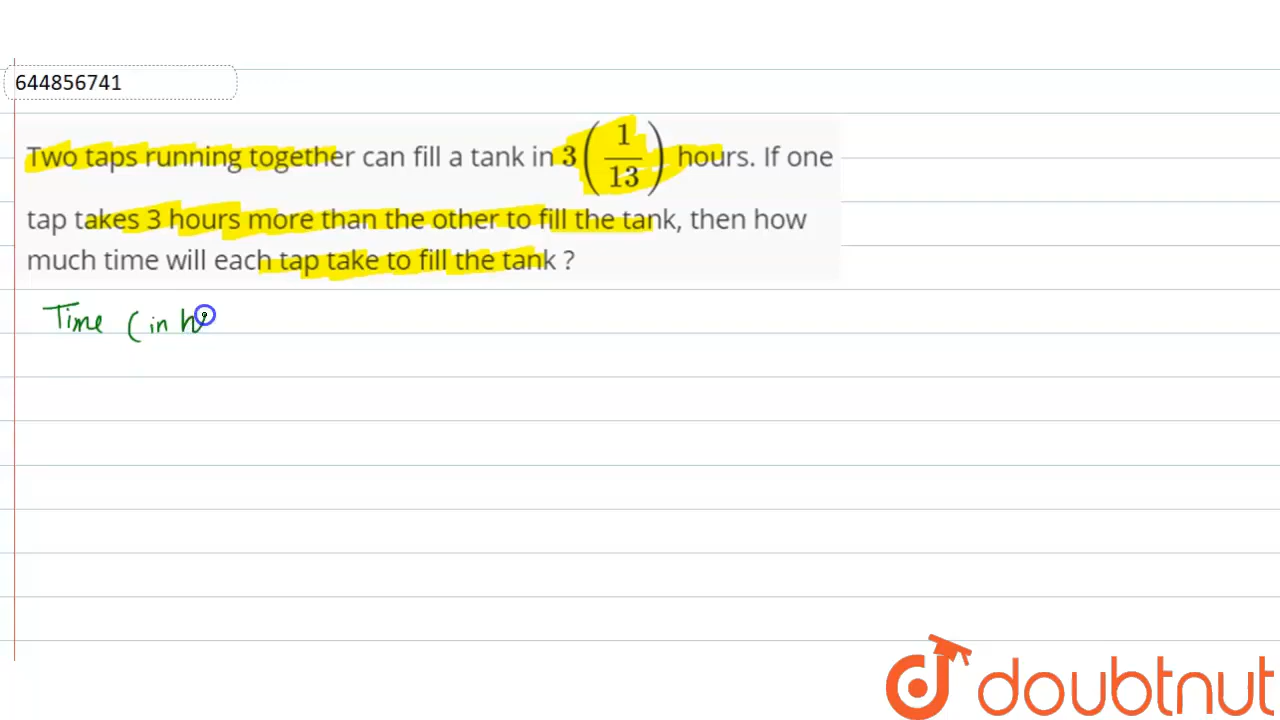 644856741
Two taps running together can fill a tank in 3(1/13) hours. If one
tap takes 3 hours more than the other to fill the tank, then how
much time will each tap take to fill the tank ?
Time (in h
doubtnut